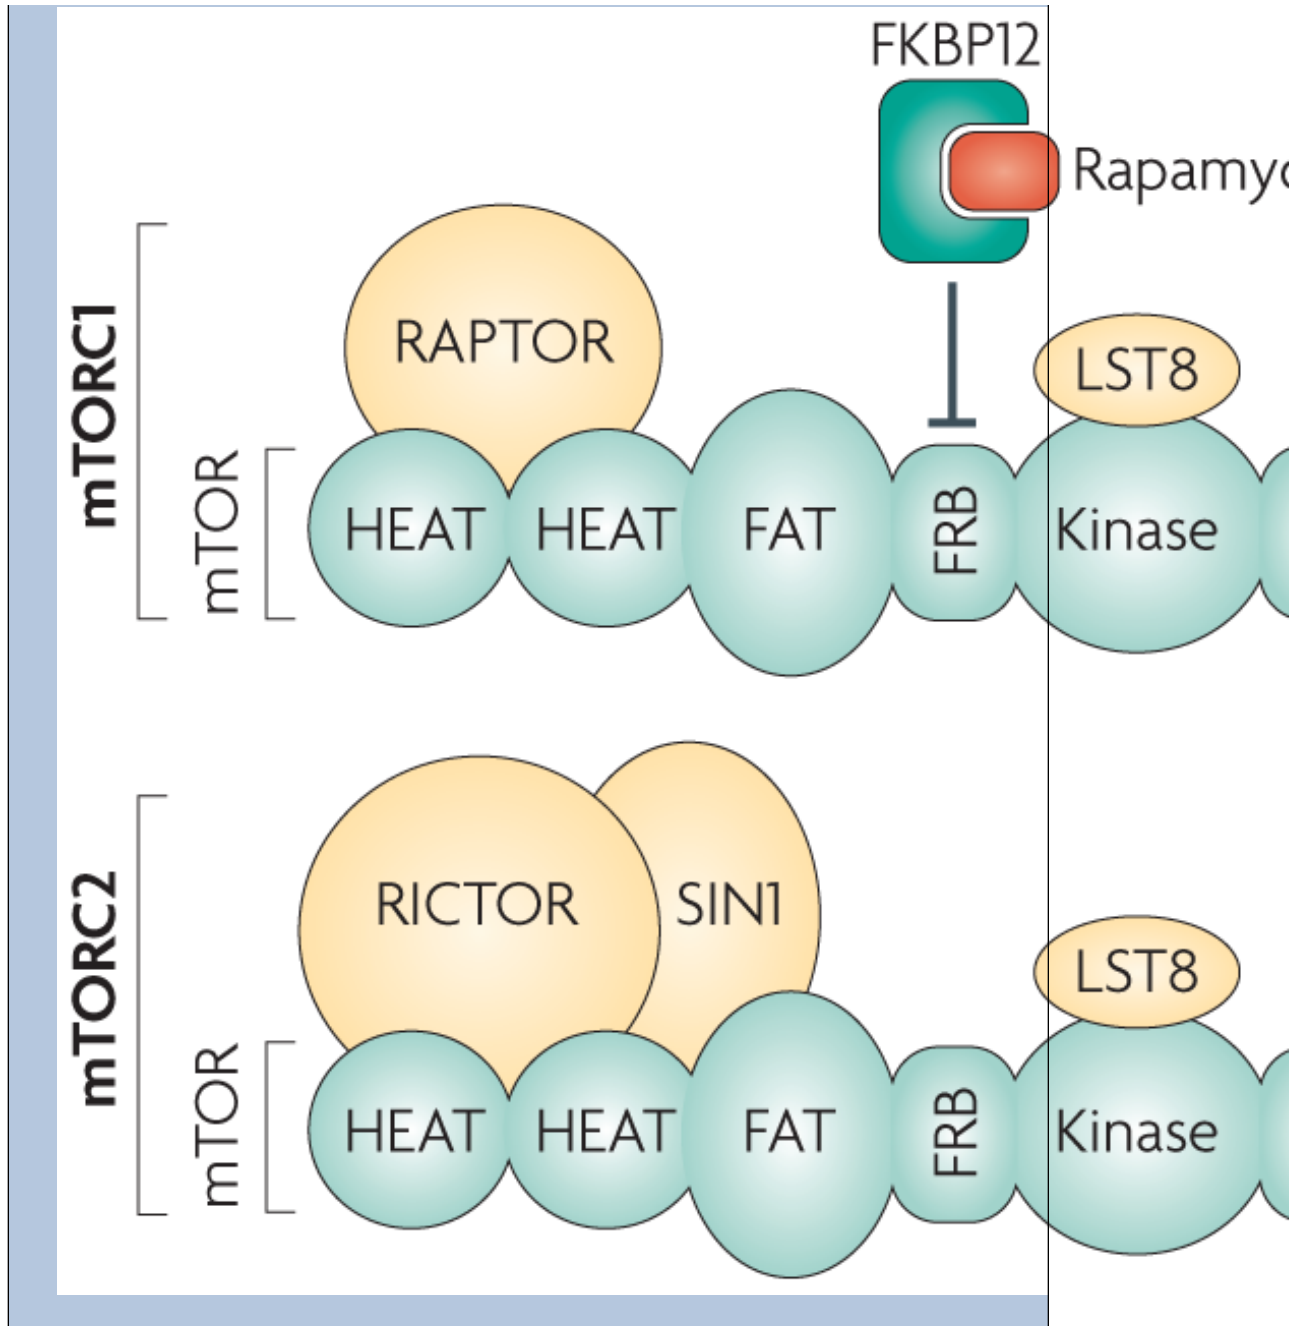 FKBP12
Rapamyc
mTORC1
RAPTOR
LST8
mTOR
HEAT HEAT FAT FRB Kinase
mTORC2
RICTOR SIN1
LST8
mTOR
HEAT HEAT FAT FRB Kinase